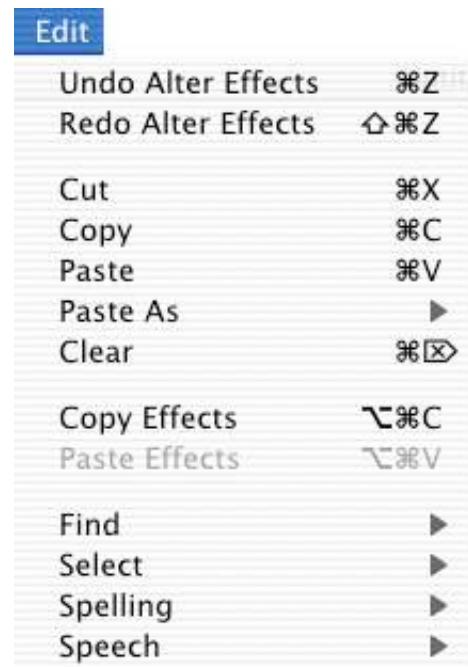 Edit
Undo Alter Effects ⌘Z
Redo Alter Effects ⇧⌘Z
Cut ⌘X
Copy ⌘C
Paste ⌘V
Paste As ▶
Clear ⌘⌦
Copy Effects ⌥⌘C
Paste Effects ⌥⌘V
Find ▶
Select ▶
Spelling ▶
Speech ▶